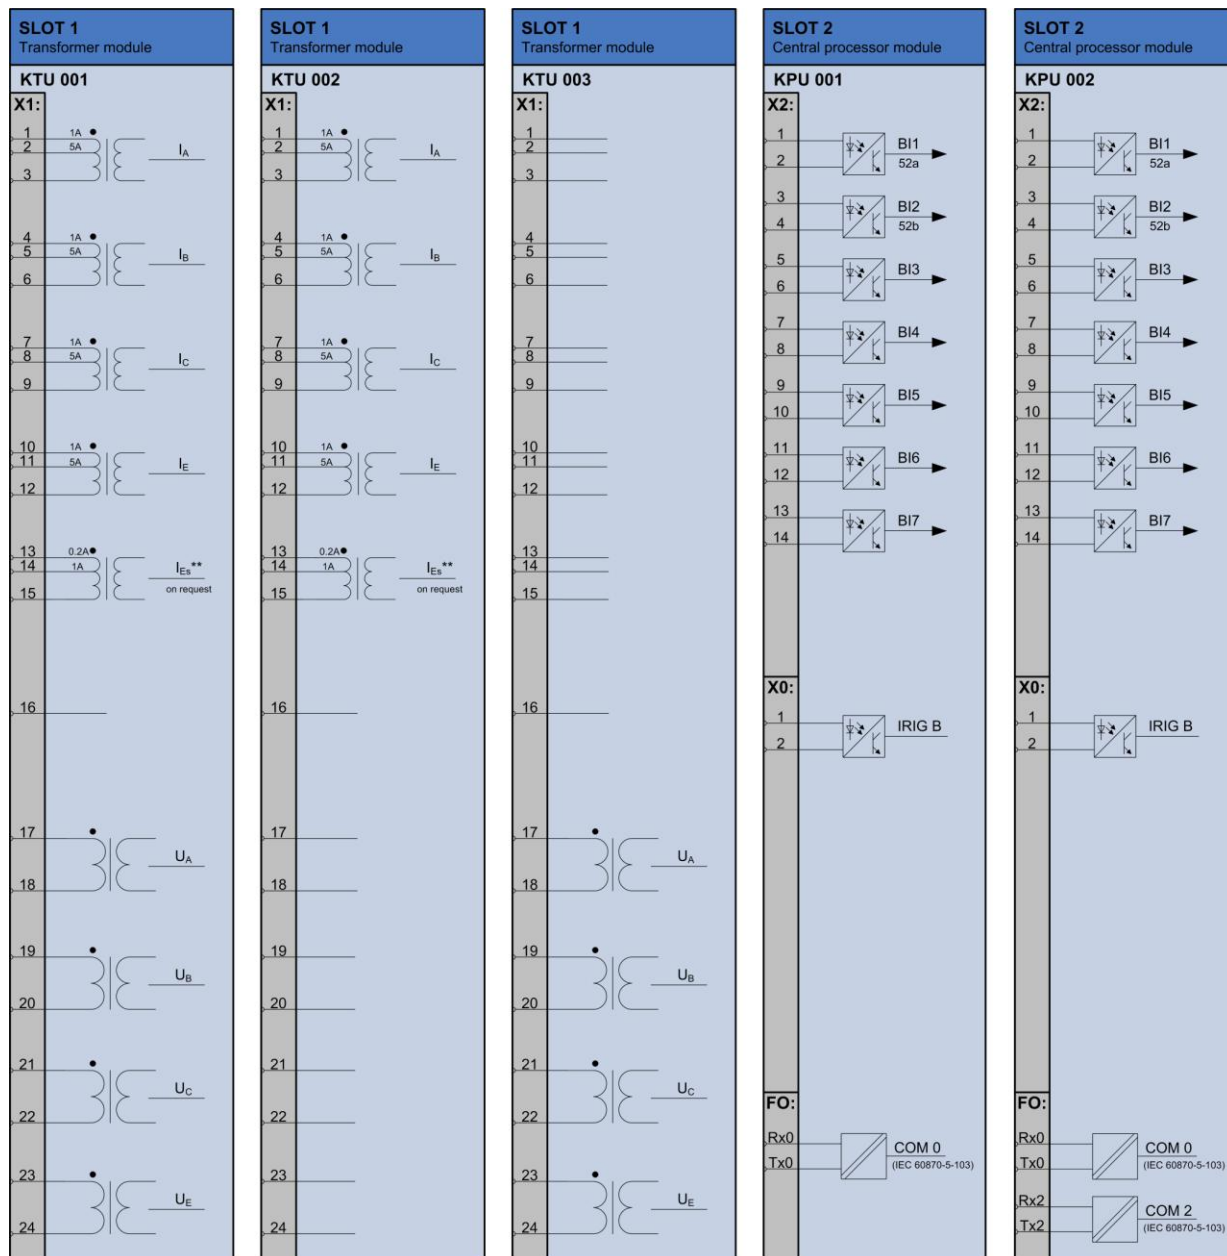 SLOT 1
Transformer module
KTU 001
X1:
1
1A
2
5A
IA
3
4
1A
5
5A
IB
6
7
1A
8
5A
IC
9
10
1A
11
5A
IE
12
13
0.2A
14
1A
IEs**
on request
15
16
17
UA
18
19
UB
20
21
UC
22
23
UE
24
SLOT 1
Transformer module
KTU 002
X1:
1
1A
2
5A
IA
3
4
1A
5
5A
IB
6
7
1A
8
5A
IC
9
10
1A
11
5A
IE
12
13
0.2A
14
1A
IEs**
on request
15
16
17
18
19
20
21
22
23
24
SLOT 1
Transformer module
KTU 003
X1:
1
2
3
4
5
6
7
8
9
10
11
12
13
14
15
16
17
UA
18
19
UB
20
21
UC
22
23
UE
24
SLOT 2
Central processor module
KPU 001
X2:
1
BI1
2
52a
3
BI2
4
52b
5
BI3
6
7
BI4
8
9
BI5
10
11
BI6
12
13
BI7
14
X0:
1
IRIG B
2
FO:
Rx0
COM 0
Tx0
(IEC 60870-5-103)
SLOT 2
Central processor module
KPU 002
X2:
1
BI1
2
52a
3
BI2
4
52b
5
BI3
6
7
BI4
8
9
BI5
10
11
BI6
12
13
BI7
14
X0:
1
IRIG B
2
FO:
Rx0
COM 0
Tx0
(IEC 60870-5-103)
Rx2
COM 2
Tx2
(IEC 60870-5-103)